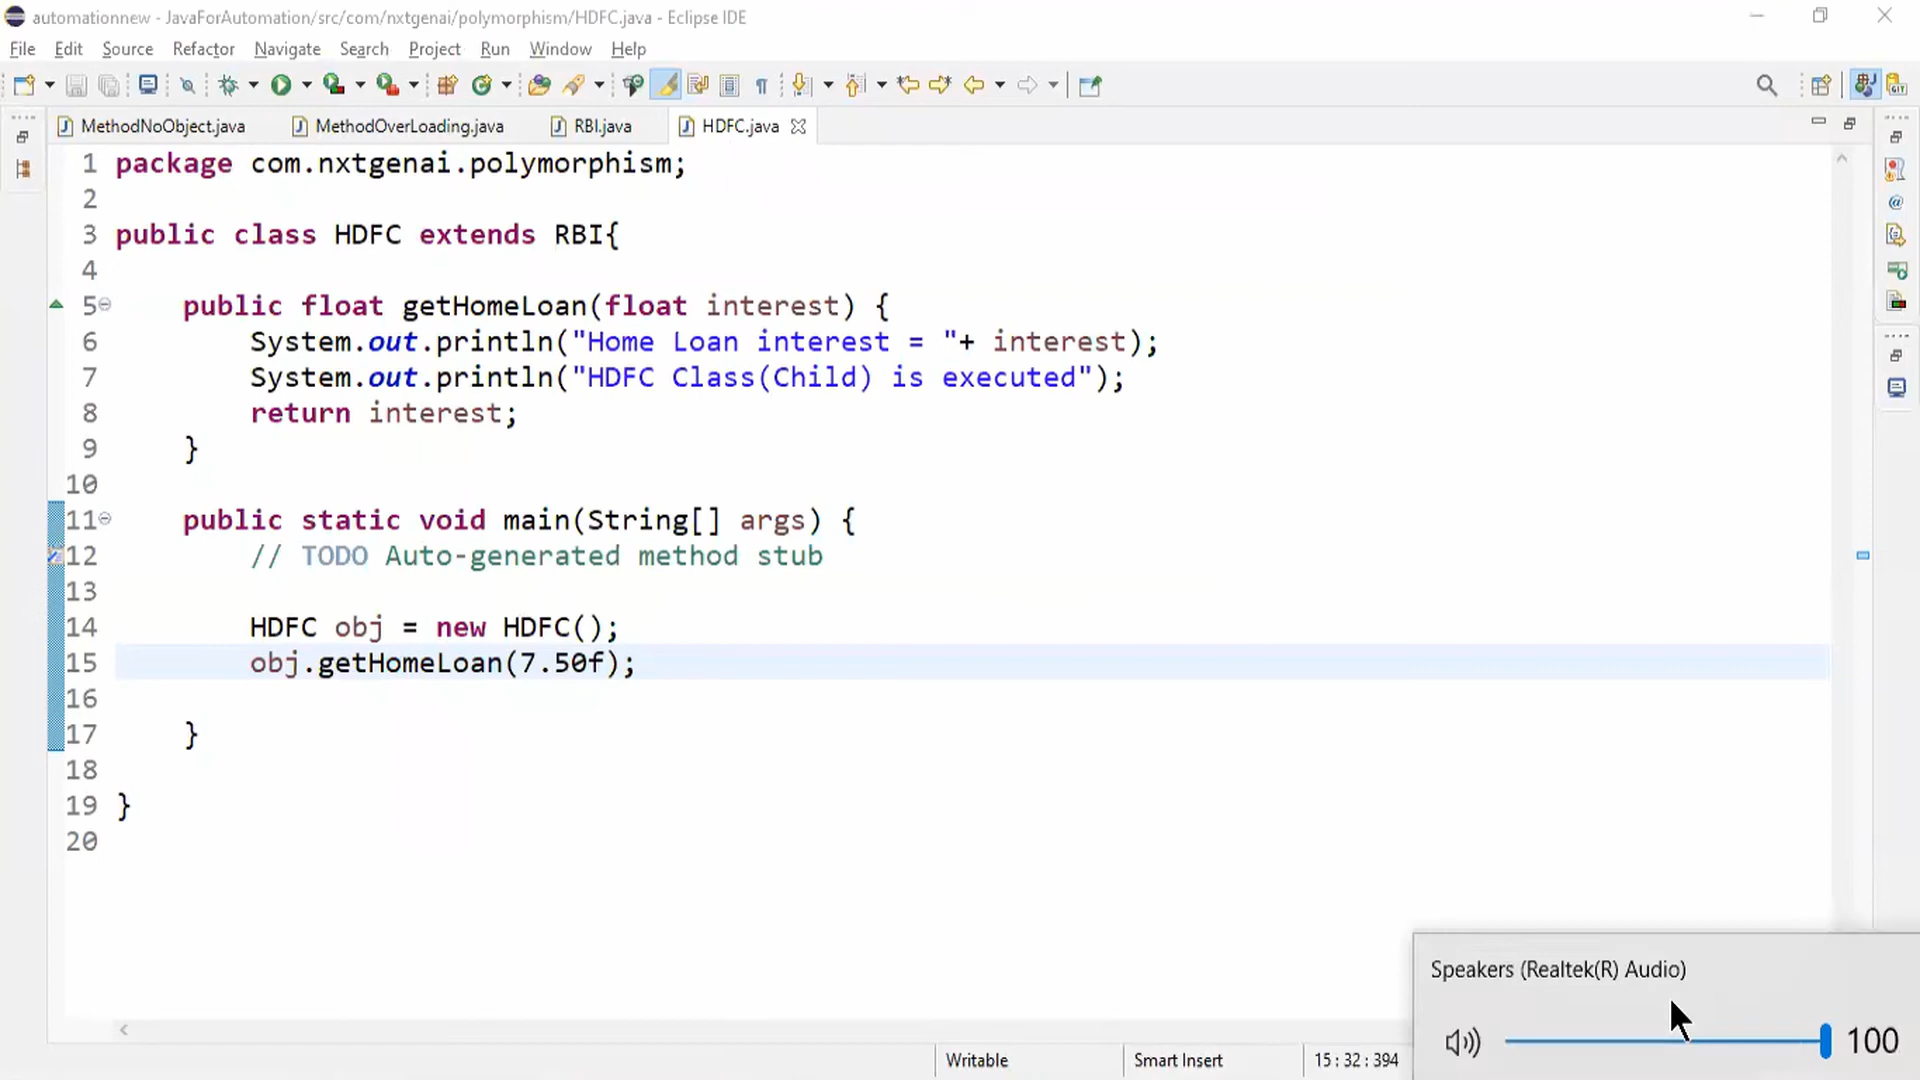 automationnew - JavaForAutomation/src/com/nxtgenai/polymorphism/HDFC.java - Eclipse IDE
File Edit Source Refactor Navigate Search Project Run Window Help
MethodNoObject.java MethodOverLoading.java RBI.java HDFC.java
1 package com.nxtgenai.polymorphism;
2
3 public class HDFC extends RBI{
4
5 public float getHomeLoan(float interest) {
6 System.out.println("Home Loan interest = "+ interest);
7 System.out.println("HDFC Class(Child) is executed");
8 return interest;
9 }
10
11 public static void main(String[] args) {
12 // TODO Auto-generated method stub
13
14 HDFC obj = new HDFC();
15 obj.getHomeLoan(7.50f);
16
17 }
18
19 }
20
Speakers (Realtek(R) Audio)
100
Writable Smart Insert 15 : 32 : 394